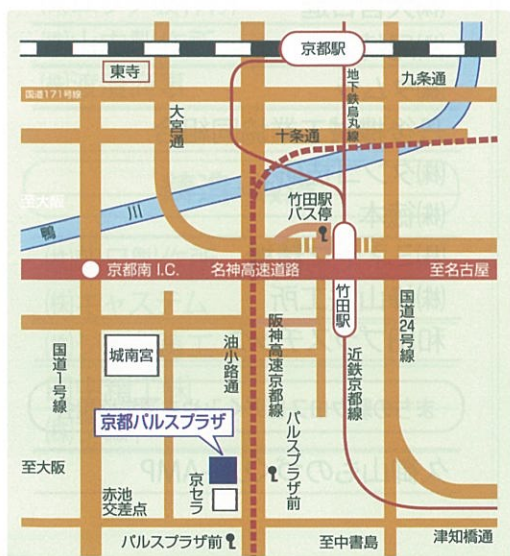 京都駅
東寺
地下鉄烏丸線
九条通
国道171号線
大宮通
十条通
至大阪
竹田駅
バス停
鴨川
京都南 I.C.
名神高速道路
至名古屋
竹田駅
国道1号線
城南宮
油小路通
阪神高速京都線
近鉄京都線
国道24号線
京都パルスプラザ
パルスプラザ前
至大阪
京セラ
赤池
交差点
パルスプラザ前
至中書島
津知橋通